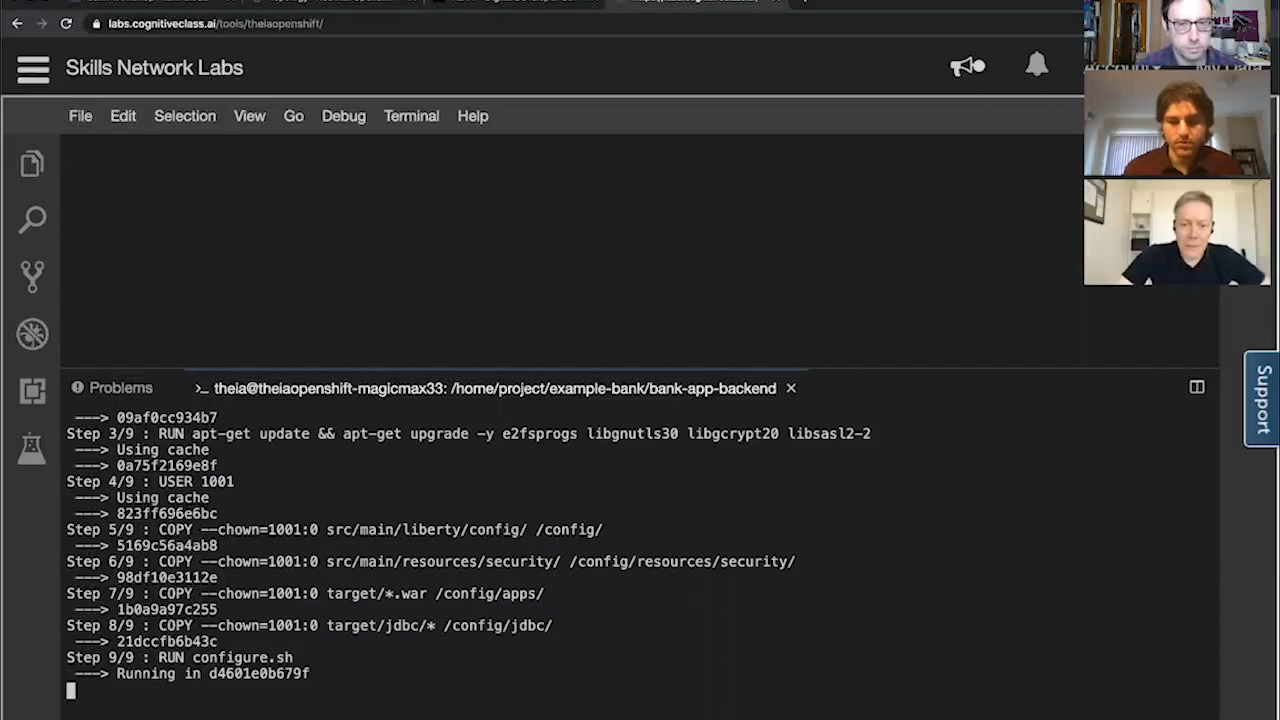 labs.cognitiveclass.ai/tools/theiaopenshift/
Skills Network Labs
File Edit Selection View Go Debug Terminal Help
Problems
>_ theia@theiaopenshift-magicmax33: /home/project/example-bank/bank-app-backend ×
---> 09af0cc934b7
Step 3/9 : RUN apt-get update && apt-get upgrade -y e2fsprogs libgnutls30 libgcrypt20 libsasl2-2
---> Using cache
---> 0a75f2169e8f
Step 4/9 : USER 1001
---> Using cache
---> 823ff696e6bc
Step 5/9 : COPY --chown=1001:0 src/main/liberty/config/ /config/
---> 5169c56a4ab8
Step 6/9 : COPY --chown=1001:0 src/main/resources/security/ /config/resources/security/
---> 98df10e3112e
Step 7/9 : COPY --chown=1001:0 target/*.war /config/apps/
---> 1b0a9a97c255
Step 8/9 : COPY --chown=1001:0 target/jdbc/* /config/jdbc/
---> 21dccfb6b43c
Step 9/9 : RUN configure.sh
---> Running in d4601e0b679f
Support